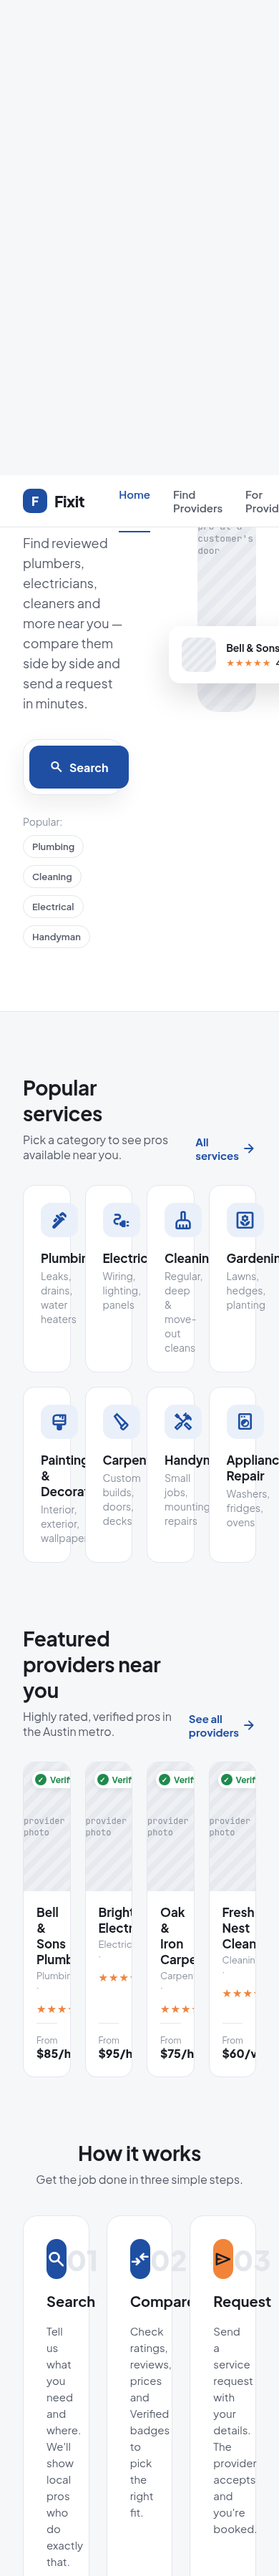 F Fixit
Home
Find
Providers
For
Provid
pro at a
customer's
door
Find reviewed
plumbers,
electricians,
cleaners and
more near you —
compare them
side by side and
send a request
in minutes.
Bell & Sons
★★★★★ 4
Search
Popular:
Plumbing
Cleaning
Electrical
Handyman
Popular
services
Pick a category to see pros
available near you.
All
services
Plumbin
Leaks,
drains,
water
heaters
Electric
Wiring,
lighting,
panels
Cleanin
Regular,
deep
&
move-
out
cleans
Gardenin
Lawns,
hedges,
planting
Painting
&
Decorat
Interior,
exterior,
wallpaper
Carpen
Custom
builds,
doors,
decks
Handyn
Small
jobs,
mounting,
repairs
Applianc
Repair
Washers,
fridges,
ovens
Featured
providers near
you
Highly rated, verified pros in
the Austin metro.
See all
providers
✓ Verif
provider
photo
Bell
&
Sons
Plumb
Plumbin
·
★★★★
From
$85/h
✓ Verif
provider
photo
Bright
Electr
Electric
·
★★★★
From
$95/h
✓ Verif
provider
photo
Oak
&
Iron
Carpe
Carpen
·
★★★★
From
$75/h
✓ Verif
provider
photo
Fresh
Nest
Clean
Cleanin
·
★★★★
From
$60/v
How it works
Get the job done in three simple steps.
01
Search
Tell
us
what
you
need
and
where.
We'll
show
local
pros
who
do
exactly
that.
02
Compare
Check
ratings,
reviews,
prices
and
Verified
badges
to
pick
the
right
fit.
03
Request
Send
a
service
request
with
your
details.
The
provider
accepts
and
you're
booked.